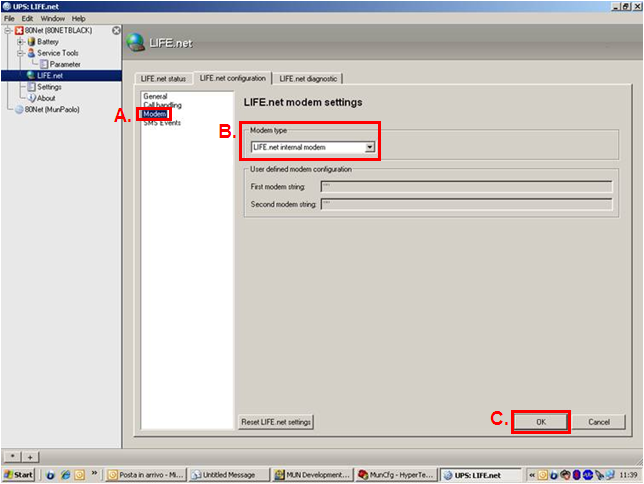 UPS: LIFE.net
File Edit Window Help
80Net (80NETBLACK)
Battery
Service Tools
Parameter
LIFE.net
Settings
About
80Net (MunPaolo)
LIFE.net
LIFE.net status LIFE.net configuration LIFE.net diagnostic
General
Call handling
A. Modem
SMS Events
LIFE.net modem settings
B.
Modem type
LIFE.net internal modem
User defined modem configuration
First modem string: ""
Second modem string: ""
Reset LIFE.net settings
C. OK Cancel
* +
Start » Posta in arrivo - Mi... Untitled Message MUN Development... MunCfg - HyperTe... UPS: LIFE.net « 11:39